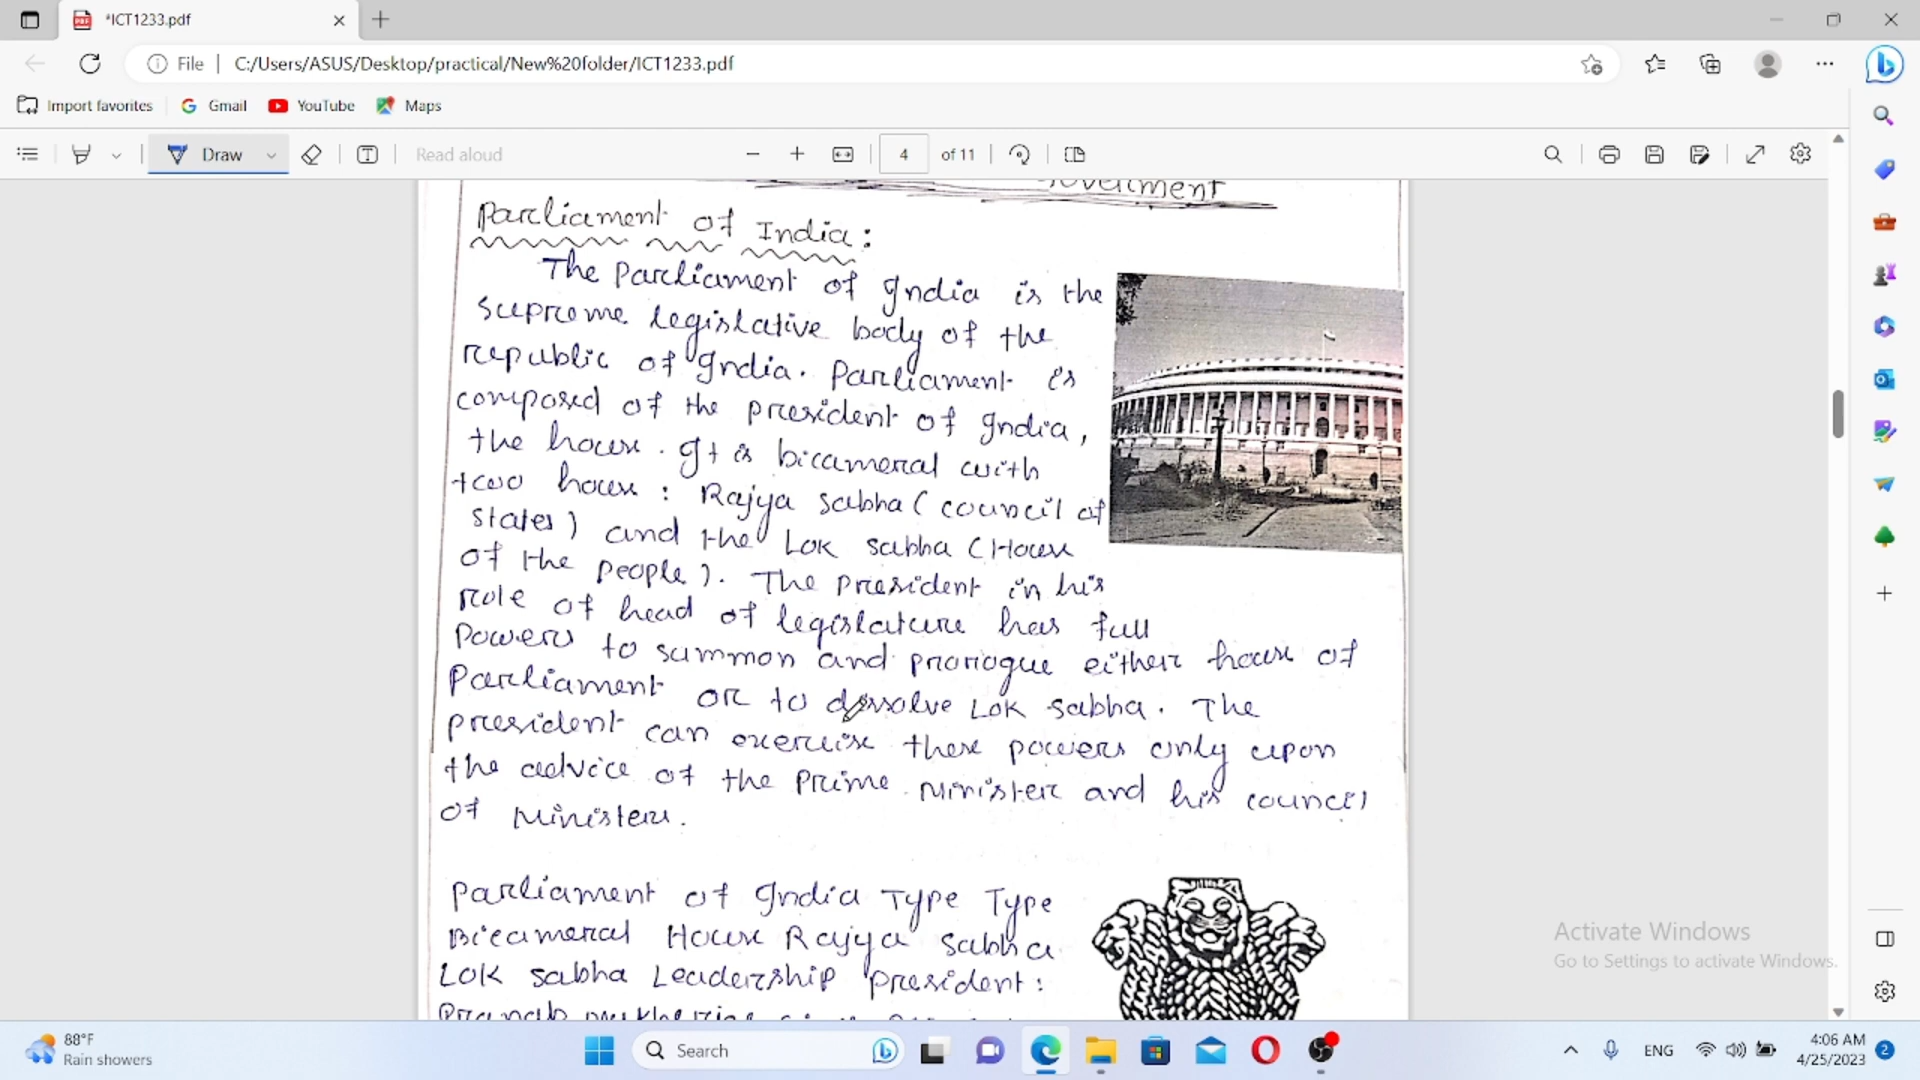 *ICT1233.pdf
File | C:/Users/ASUS/Desktop/practical/New%20folder/ICT1233.pdf
Import favorites Gmail YouTube Maps
Draw Read aloud 4 of 11
Government
Parliament of India:
The Parliament of India is the
supreme legislative body of the
republic of India. Parliament is
composed of the president of India,
the house. It is bicameral with
two house: Rajya sabha (council of
states) and the Lok sabha (House
of the people). The president in his
role of head of legislature has full
powers to summon and prorogue either house of
Parliament or to dissolve Lok sabha. The
president can exercise these powers only upon
the advice of the prime Minister and his council
of Ministers.
Parliament of India Type Type
Bicameral House Rajya Sabha
Lok sabha Leadership president:
Activate Windows
Go to Settings to activate Windows.
88°F
Rain showers
Search
ENG
4:06 AM
4/25/2023
2